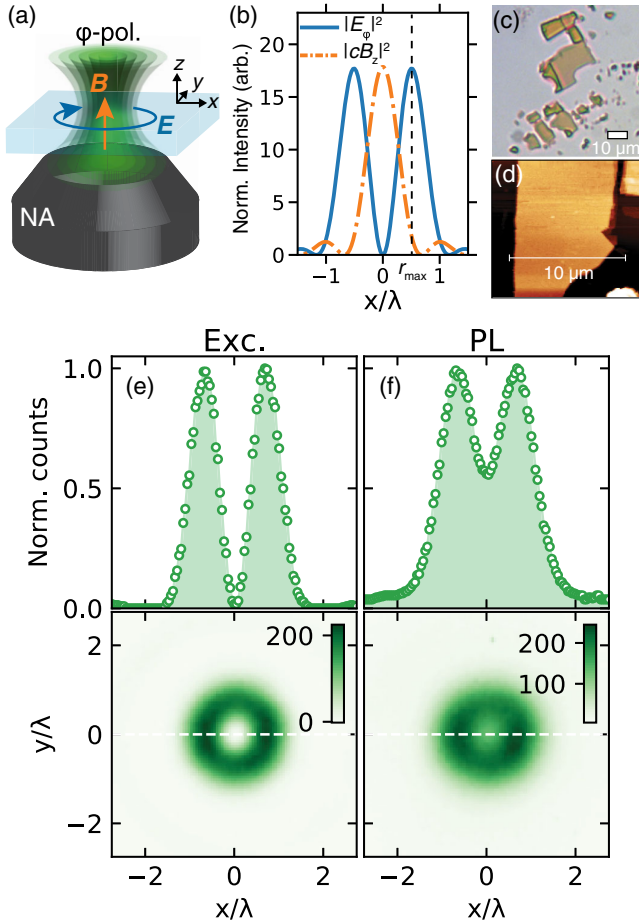 (a)
φ-pol.
B
E
z
y
x
NA
(b)
|Eφ|²
|cBz|²
Norm. Intensity (arb.)
20
15
10
5
0
−1 0 r_max 1
x/λ
(c)
10 µm
(d)
10 µm
Exc.
PL
(e)
(f)
Norm. counts
1.0
0.5
0.0
200
0
200
100
y/λ
2
0
−2
−2 0 2
−2 0 2
x/λ
x/λ